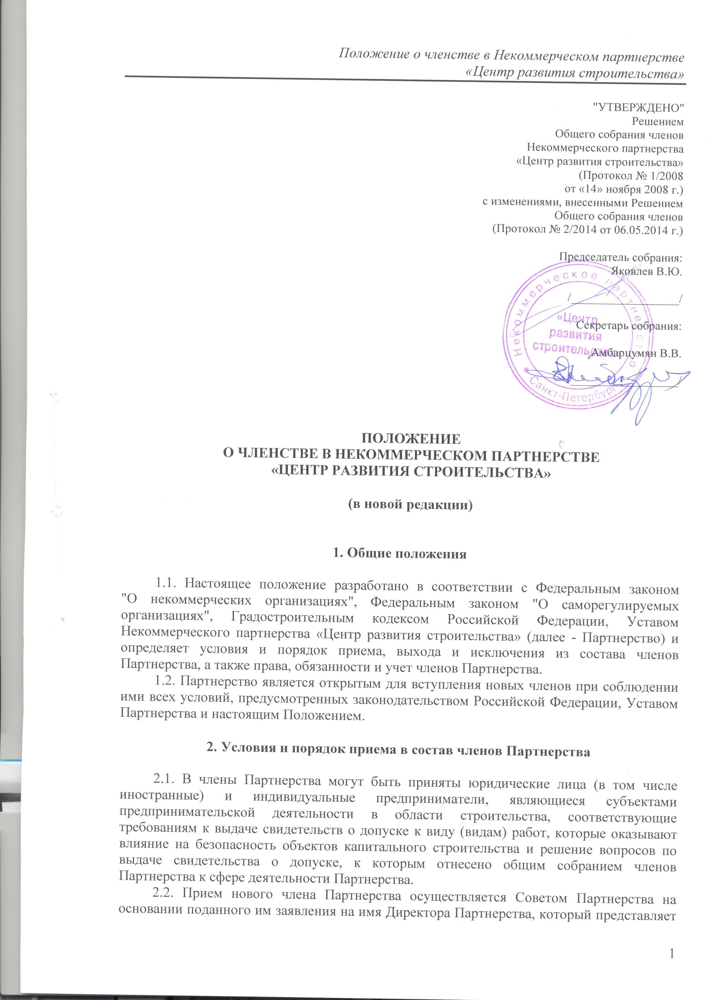 Положение о членстве в Некоммерческом партнерстве
«Центр развития строительства»
"УТВЕРЖДЕНО"
Решением
Общего собрания членов
Некоммерческого партнерства
«Центр развития строительства»
(Протокол № 1/2008
от «14» ноября 2008 г.)
с изменениями, внесенными Решением
Общего собрания членов
(Протокол № 2/2014 от 06.05.2014 г.)
Председатель собрания:
Яковлев В.Ю.
/__________________/
Секретарь собрания:
Амбарцумян В.В.
__________________/
Некоммерческое партнерство
«Центр
развития
строительства»
* Санкт-Петербург *
ПОЛОЖЕНИЕ
О ЧЛЕНСТВЕ В НЕКОММЕРЧЕСКОМ ПАРТНЕРСТВЕ
«ЦЕНТР РАЗВИТИЯ СТРОИТЕЛЬСТВА»
(в новой редакции)
1. Общие положения
1.1. Настоящее положение разработано в соответствии с Федеральным законом
"О некоммерческих организациях", Федеральным законом "О саморегулируемых
организациях", Градостроительным кодексом Российской Федерации, Уставом
Некоммерческого партнерства «Центр развития строительства» (далее - Партнерство) и
определяет условия и порядок приема, выхода и исключения из состава членов
Партнерства, а также права, обязанности и учет членов Партнерства.
1.2. Партнерство является открытым для вступления новых членов при соблюдении
ими всех условий, предусмотренных законодательством Российской Федерации, Уставом
Партнерства и настоящим Положением.
2. Условия и порядок приема в состав членов Партнерства
2.1. В члены Партнерства могут быть приняты юридические лица (в том числе
иностранные) и индивидуальные предприниматели, являющиеся субъектами
предпринимательской деятельности в области строительства, соответствующие
требованиям к выдаче свидетельств о допуске к виду (видам) работ, которые оказывают
влияние на безопасность объектов капитального строительства и решение вопросов по
выдаче свидетельства о допуске, к которым отнесено общим собранием членов
Партнерства к сфере деятельности Партнерства.
2.2. Прием нового члена Партнерства осуществляется Советом Партнерства на
основании поданного им заявления на имя Директора Партнерства, который представляет
1